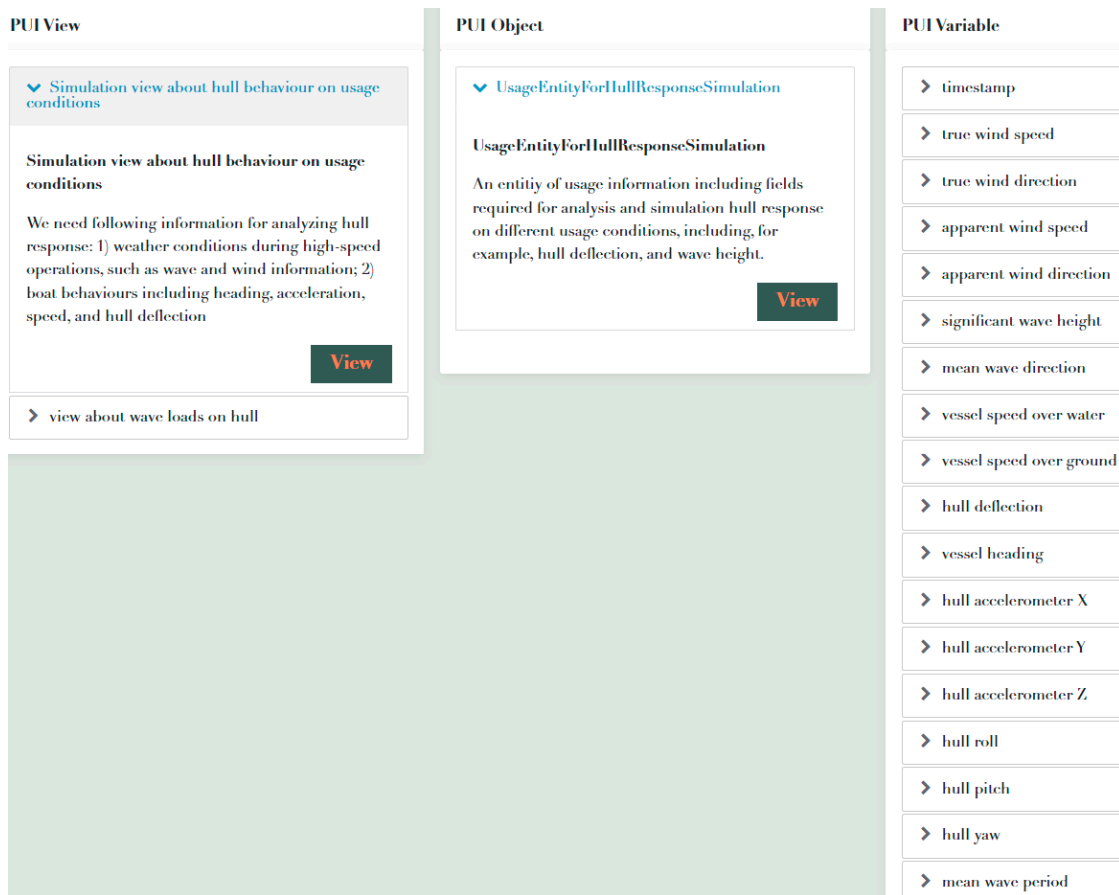 PUI View
Simulation view about hull behaviour on usage
conditions
Simulation view about hull behaviour on usage
conditions
We need following information for analyzing hull
response: 1) weather conditions during high-speed
operations, such as wave and wind information; 2)
boat behaviours including heading, acceleration,
speed, and hull deflection
View
view about wave loads on hull
PUI Object
UsageEntityForHullResponseSimulation
UsageEntityForHullResponseSimulation
An entitiy of usage information including fields
required for analysis and simulation hull response
on different usage conditions, including, for
example, hull deflection, and wave height.
View
PUI Variable
timestamp
true wind speed
true wind direction
apparent wind speed
apparent wind direction
significant wave height
mean wave direction
vessel speed over water
vessel speed over ground
hull deflection
vessel heading
hull accelerometer X
hull accelerometer Y
hull accelerometer Z
hull roll
hull pitch
hull yaw
mean wave period